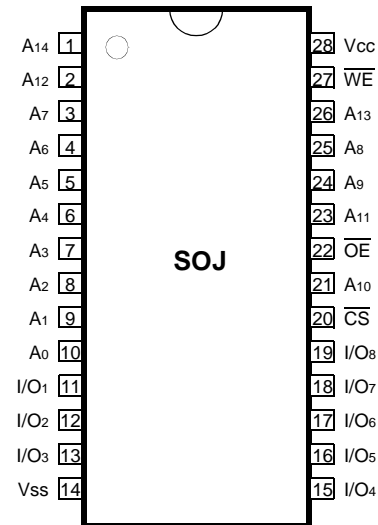 A14 1 28 Vcc
A12 2 27 WE
A7 3 26 A13
A6 4 25 A8
A5 5 24 A9
A4 6 23 A11
A3 7 22 OE
SOJ
A2 8 21 A10
A1 9 20 CS
A0 10 19 I/O8
I/O1 11 18 I/O7
I/O2 12 17 I/O6
I/O3 13 16 I/O5
Vss 14 15 I/O4